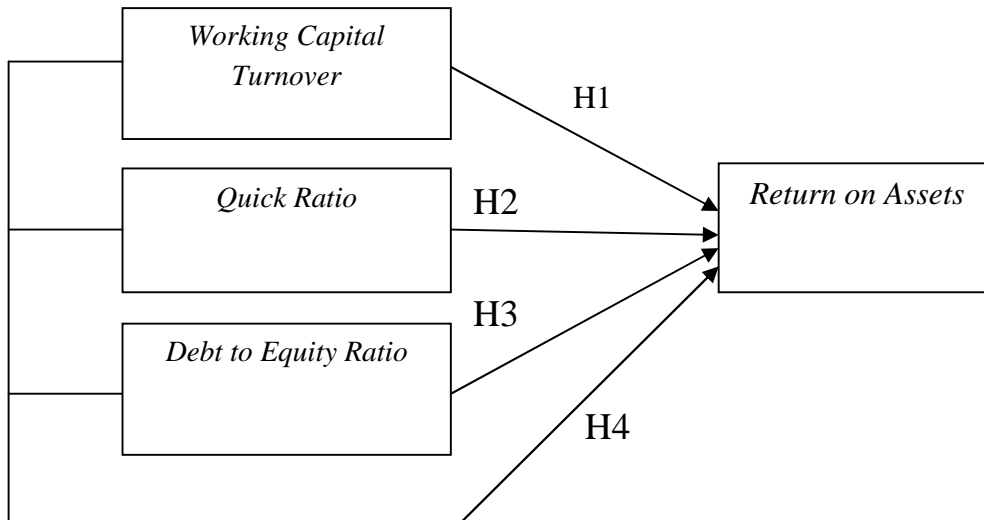 Working Capital
Turnover
H1
Quick Ratio
H2
Return on Assets
H3
Debt to Equity Ratio
H4